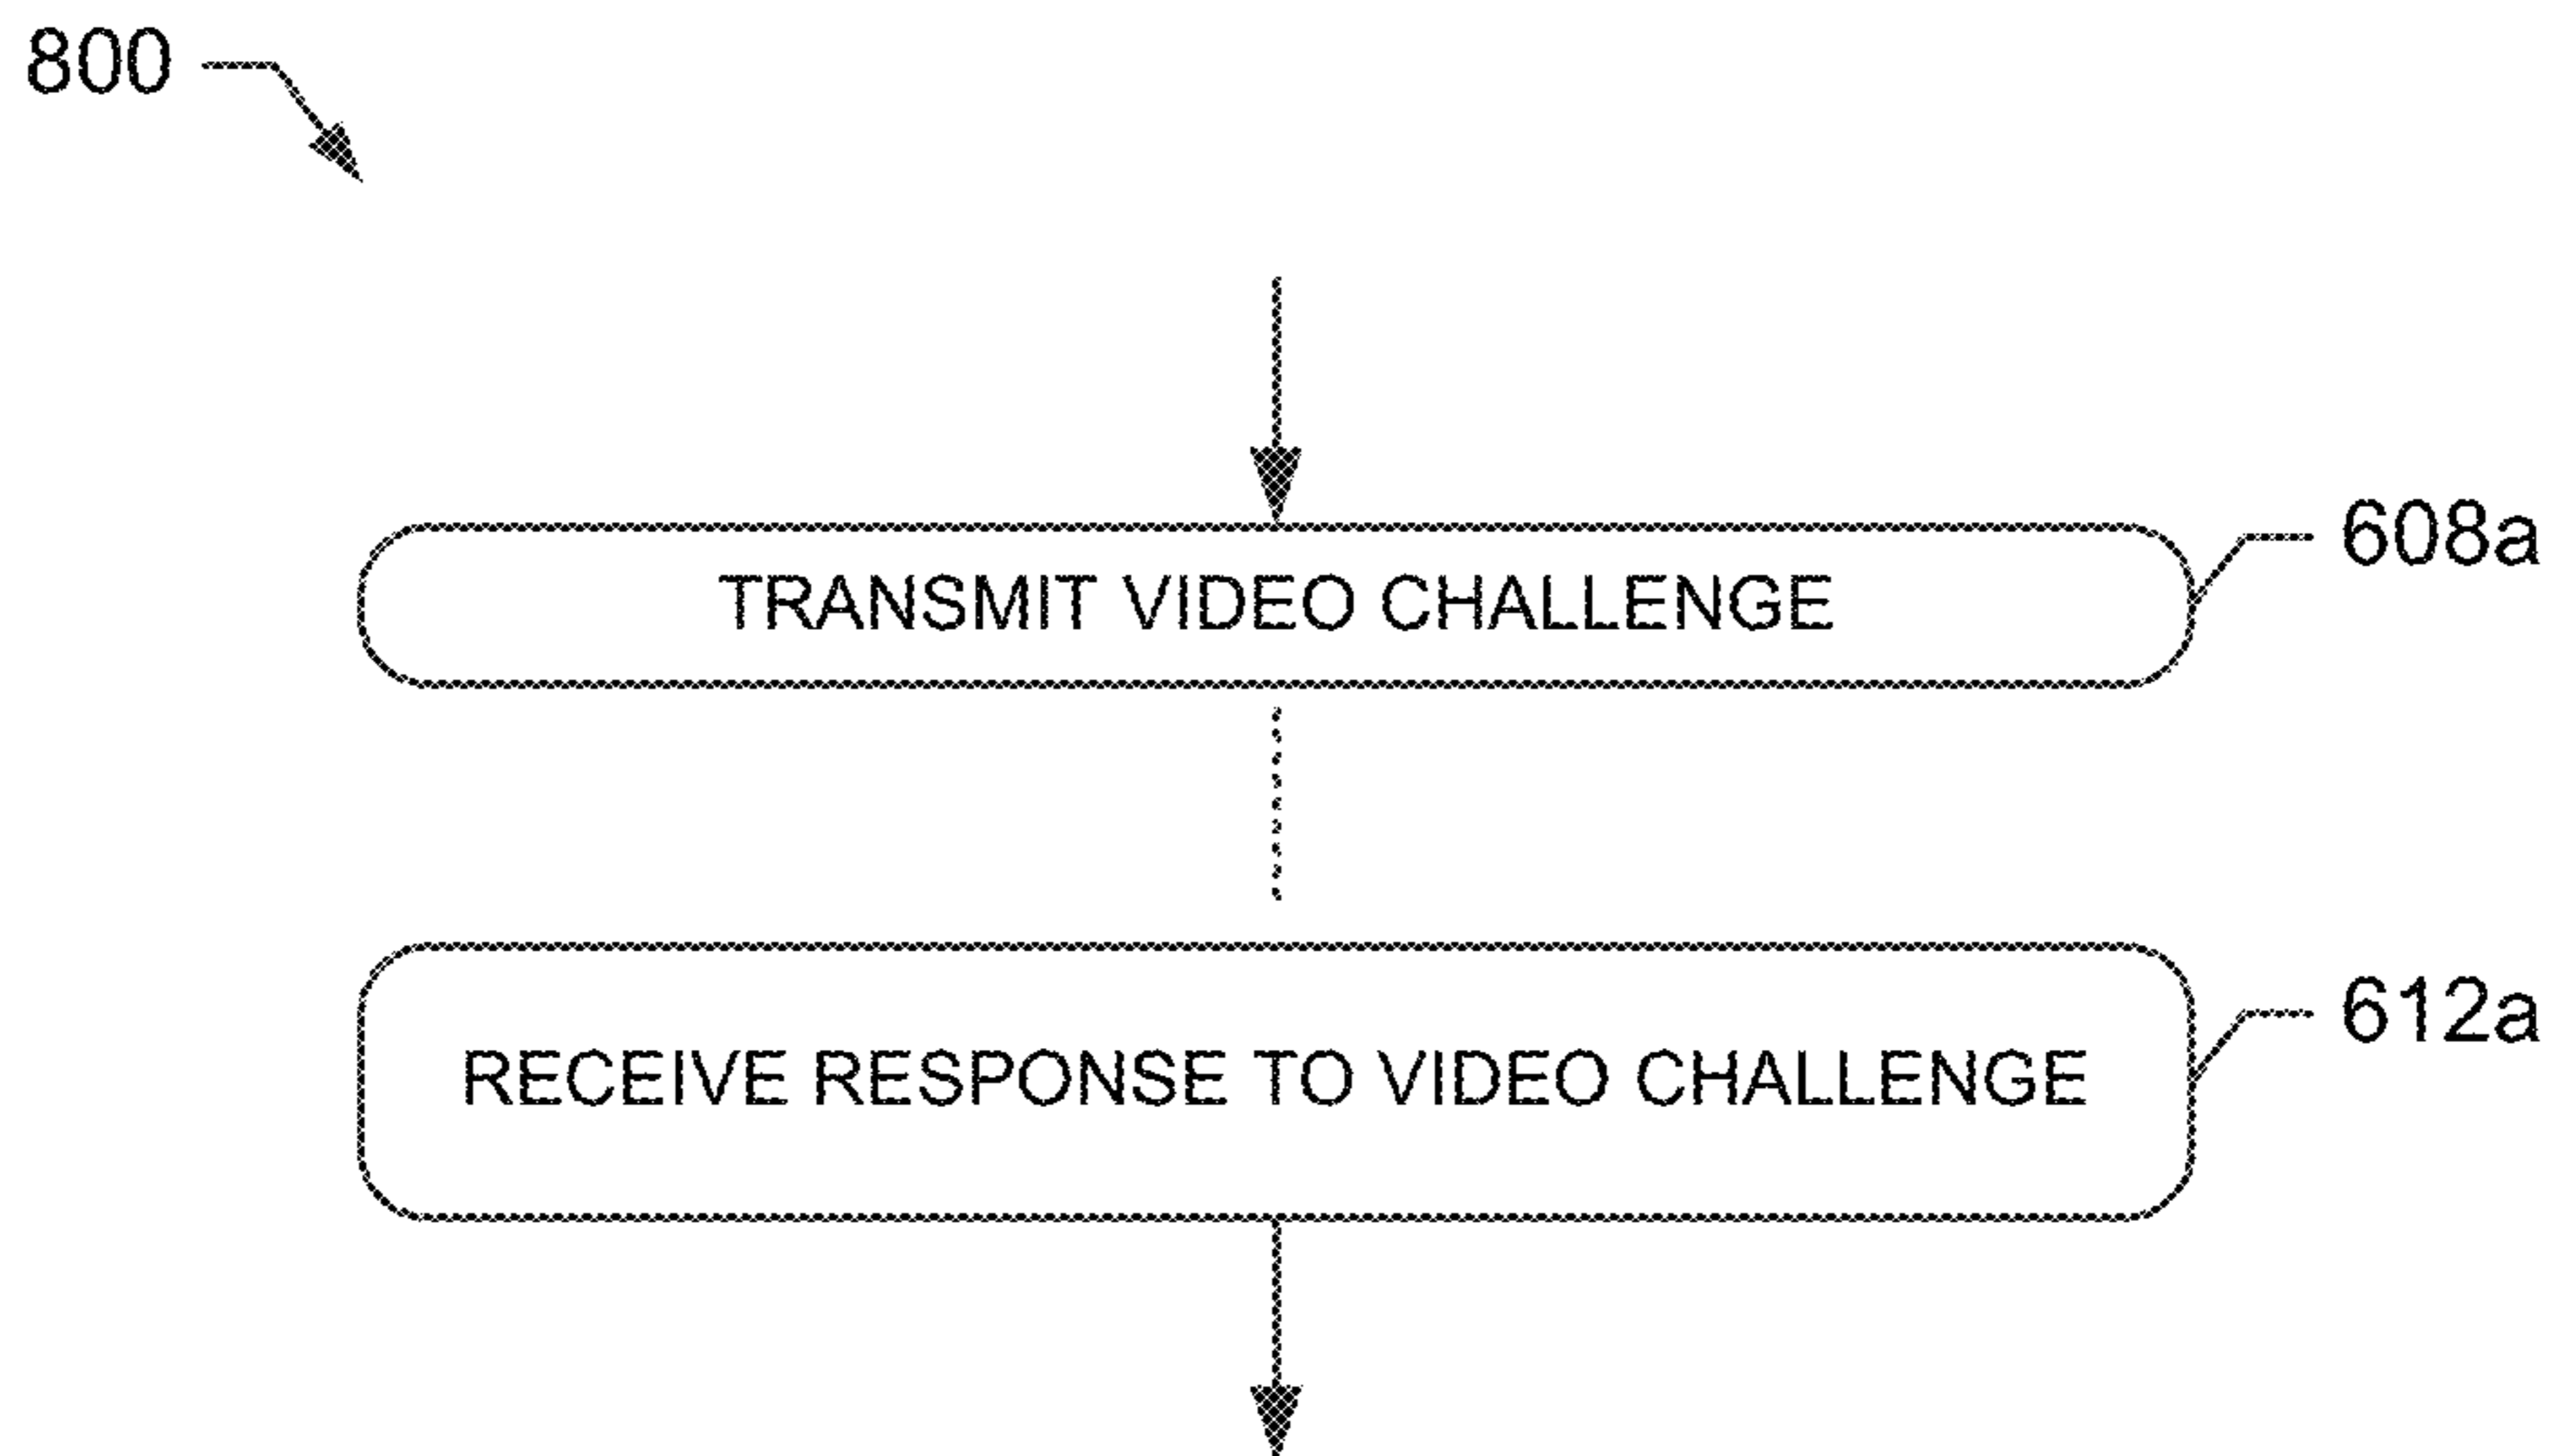 800
TRANSMIT VIDEO CHALLENGE
608a
RECEIVE RESPONSE TO VIDEO CHALLENGE
612a